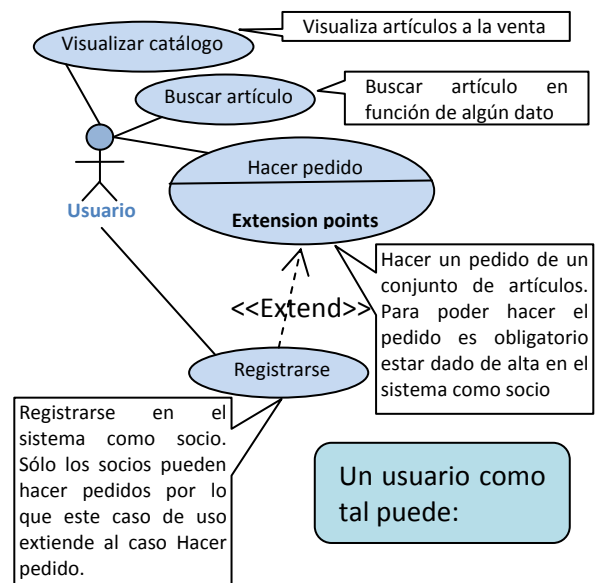 Visualizar catálogo
Visualiza artículos a la venta
Buscar artículo
Buscar artículo en
función de algún dato
Hacer pedido
Extension points
Usuario
<<Extend>>
Hacer un pedido de un
conjunto de artículos.
Para poder hacer el
pedido es obligatorio
estar dado de alta en el
sistema como socio
Registrarse
Registrarse en el
sistema como socio.
Sólo los socios pueden
hacer pedidos por lo
que este caso de uso
extiende al caso Hacer
pedido.
Un usuario como
tal puede: